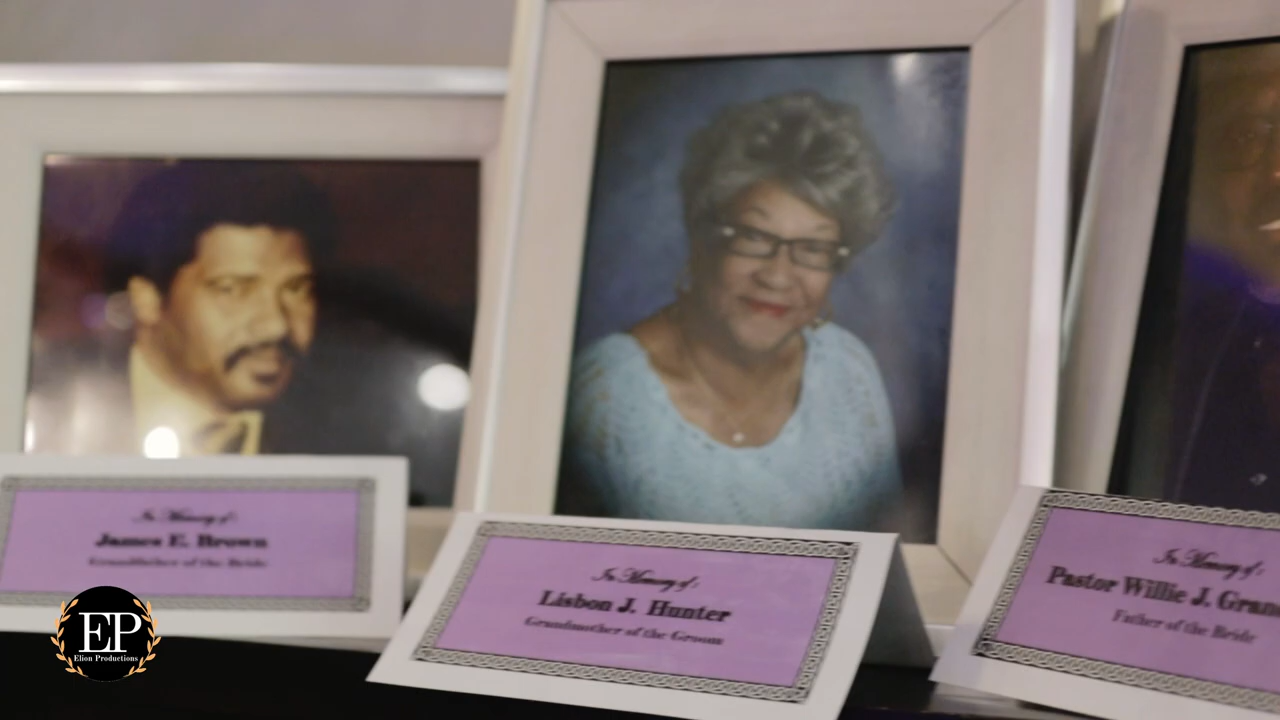 In Memory of:
James E. Brown
Grandfather of the Bride
In Memory of:
Lisbon J. Hunter
Grandmother of the Groom
In Memory of:
Pastor Willie J.
Father of the Bride
EP
Elion Productions